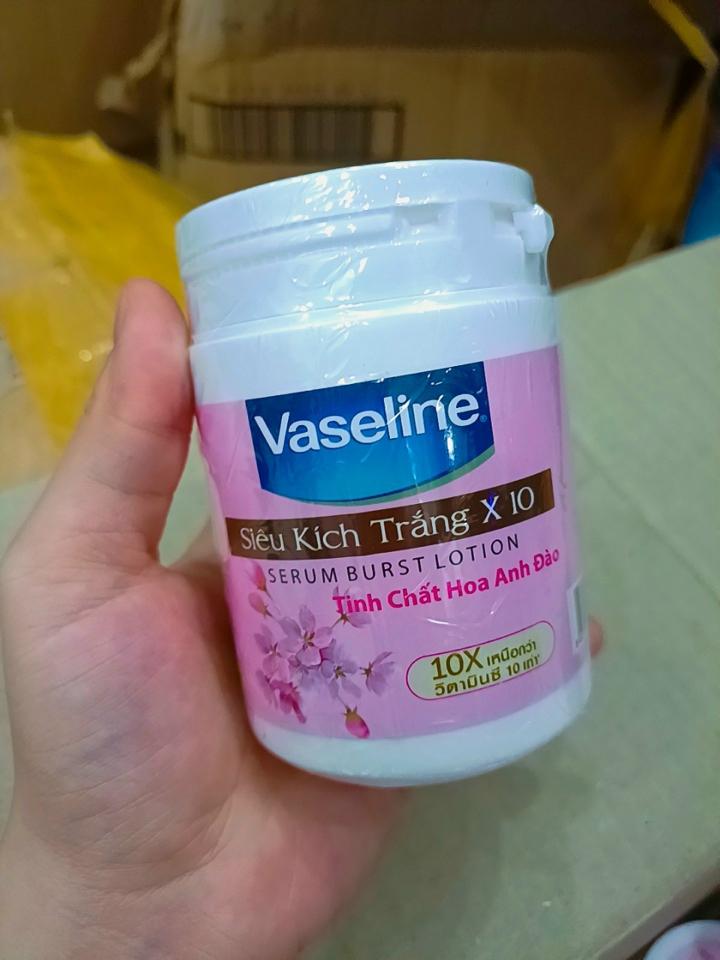 Vaseline®
Siêu Kích Trắng X 10
SERUM BURST LOTION
Tinh Chất Hoa Anh Đào
10X เหนือกว่า
วิตามินซี 10 เท่า*